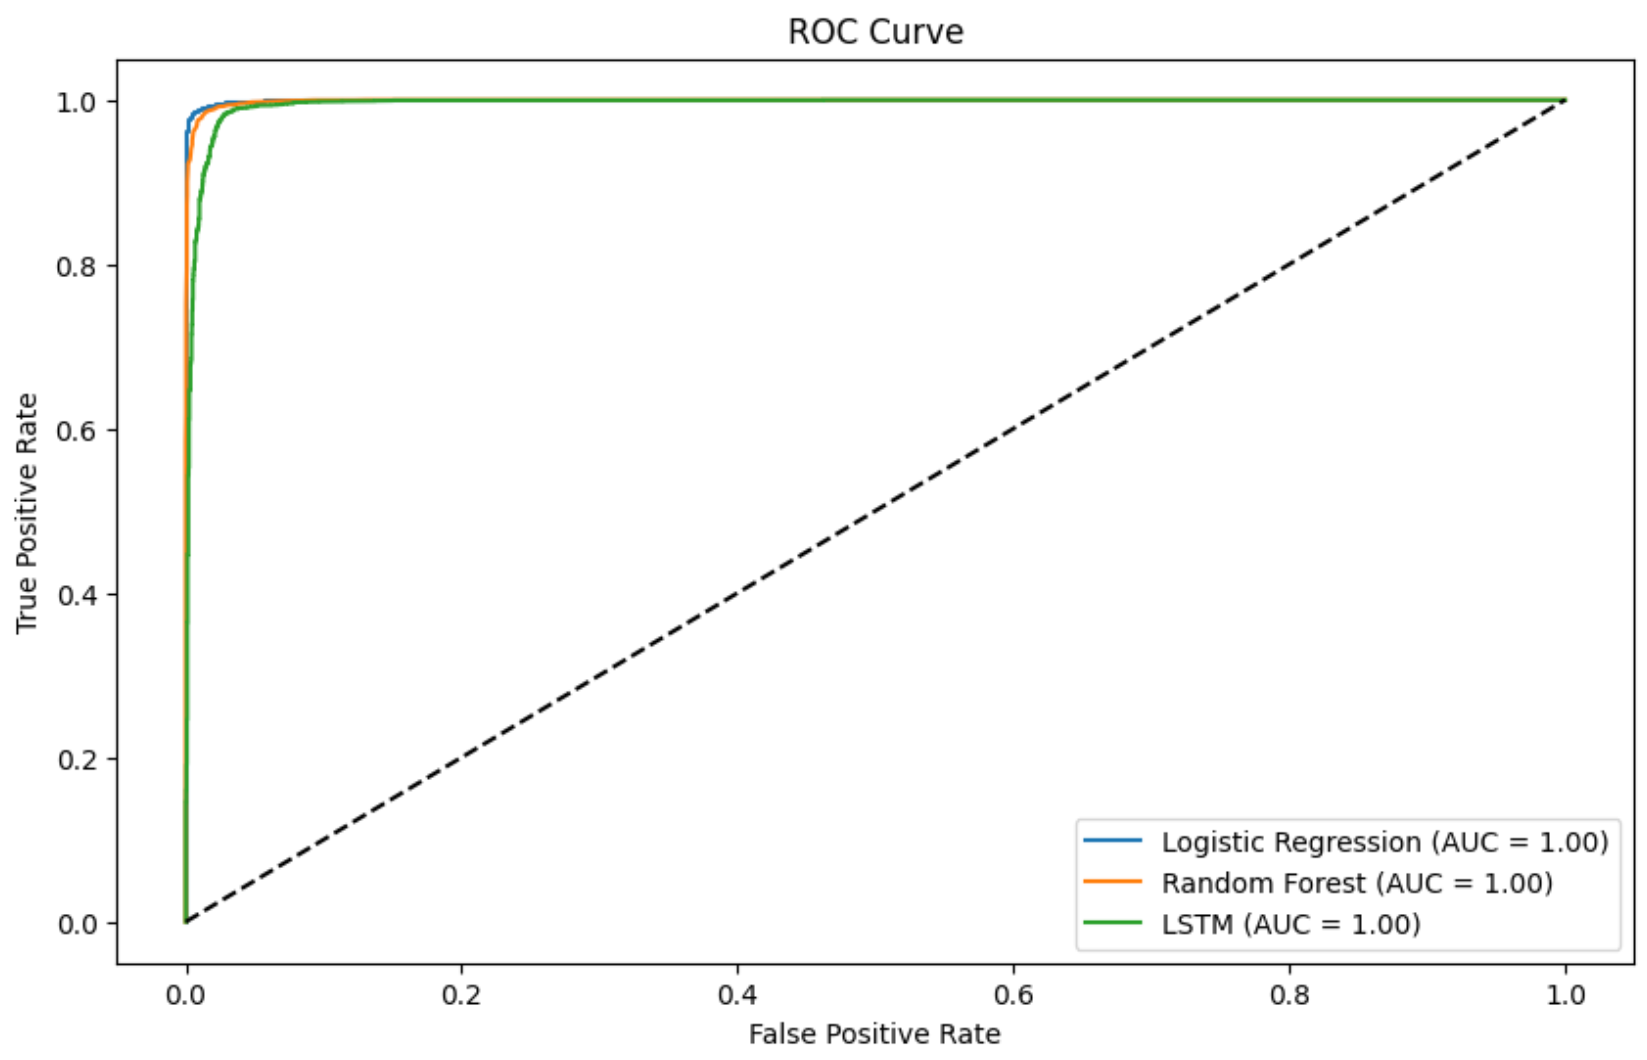 ROC Curve
1.0
0.8
0.6
0.4
0.2
0.0
True Positive Rate
Logistic Regression (AUC = 1.00)
Random Forest (AUC = 1.00)
LSTM (AUC = 1.00)
0.0 0.2 0.4 0.6 0.8 1.0
False Positive Rate